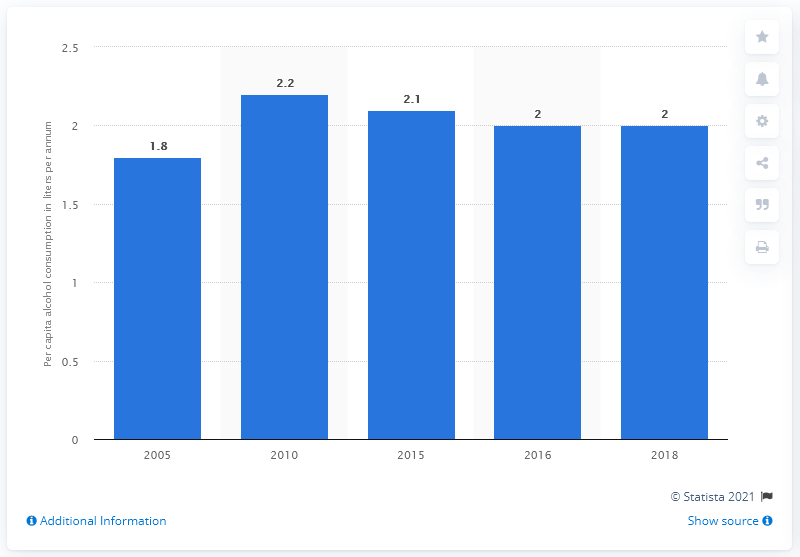 Per capita alcohol consumption in liters per annum
2.5
2
1.5
1
0.5
0
1.8
2.2
2.1
2
2
2005 2010 2015 2016 2018
© Statista 2021
Additional Information Show source